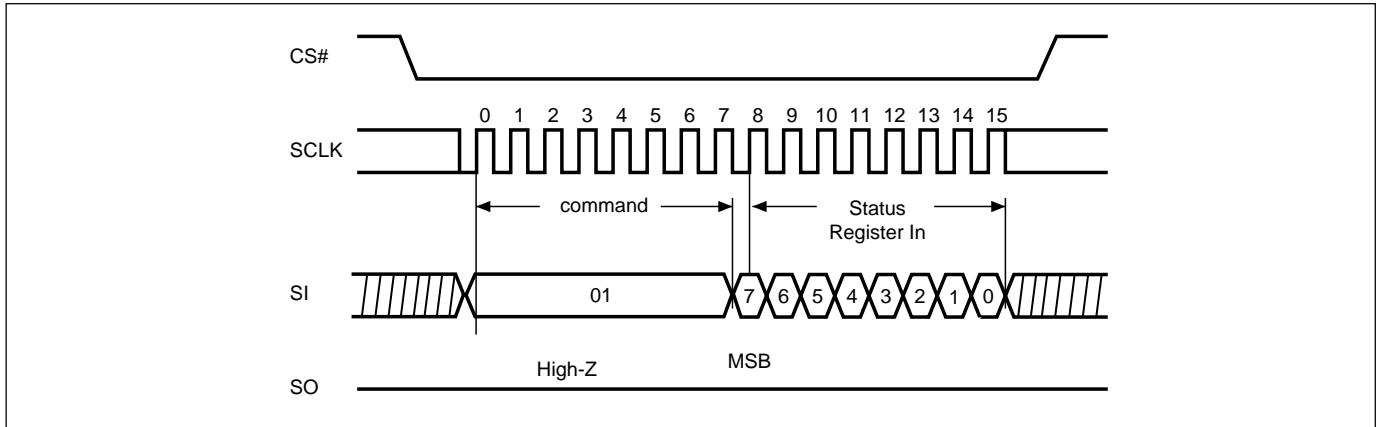 CS#
0 1 2 3 4 5 6 7 8 9 10 11 12 13 14 15
SCLK
command
Status
Register In
SI
01
7 6 5 4 3 2 1 0
High-Z
MSB
SO